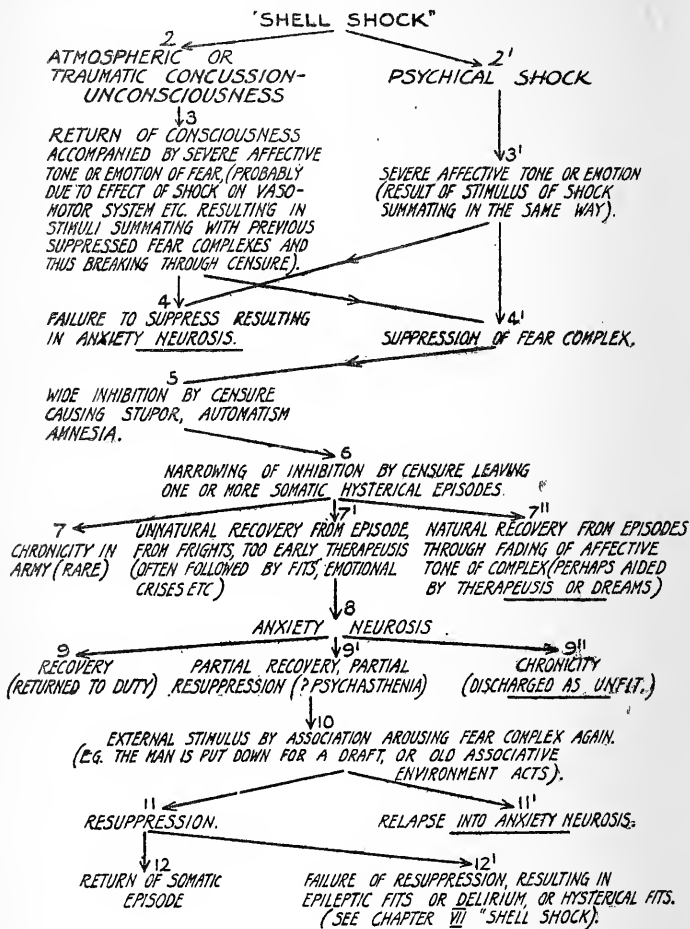 "SHELL SHOCK"
2
ATMOSPHERIC OR
TRAUMATIC CONCUSSION-
UNCONSCIOUSNESS
2'
PSYCHICAL SHOCK
3
RETURN OF CONSCIOUSNESS
ACCOMPANIED BY SEVERE AFFECTIVE
TONE OR EMOTION OF FEAR, (PROBABLY
DUE TO EFFECT OF SHOCK ON VASO-
MOTOR SYSTEM ETC. RESULTING IN
STIMULI SUMMATING WITH PREVIOUS
SUPPRESSED FEAR COMPLEXES AND
THUS BREAKING THROUGH CENSURE).
3'
SEVERE AFFECTIVE TONE OR EMOTION
(RESULT OF STIMULUS OF SHOCK
SUMMATING IN THE SAME WAY).
4
FAILURE TO SUPPRESS RESULTING
IN ANXIETY NEUROSIS.
4'
SUPPRESSION OF FEAR COMPLEX,
5
WIDE INHIBITION BY CENSURE
CAUSING STUPOR, AUTOMATISM
AMNESIA.
6
NARROWING OF INHIBITION BY CENSURE LEAVING
ONE OR MORE SOMATIC HYSTERICAL EPISODES.
7
CHRONICITY IN
ARMY (RARE)
7'
UNNATURAL RECOVERY FROM EPISODE,
FROM FRIGHTS, TOO EARLY THERAPEUSIS
(OFTEN FOLLOWED BY FITS, EMOTIONAL
CRISES ETC)
7''
NATURAL RECOVERY FROM EPISODES
THROUGH FADING OF AFFECTIVE
TONE OF COMPLEX (PERHAPS AIDED
BY THERAPEUSIS OR DREAMS)
8
ANXIETY NEUROSIS
9
RECOVERY
(RETURNED TO DUTY)
9'
PARTIAL RECOVERY, PARTIAL
RESUPPRESSION (? PSYCHASTHENIA)
9''
CHRONICITY
(DISCHARGED AS UNFIT.)
10
EXTERNAL STIMULUS BY ASSOCIATION AROUSING FEAR COMPLEX AGAIN.
(E.G. THE MAN IS PUT DOWN FOR A DRAFT, OR OLD ASSOCIATIVE
ENVIRONMENT ACTS).
11
RESUPPRESSION.
11'
RELAPSE INTO ANXIETY NEUROSIS.
12
RETURN OF SOMATIC
EPISODE
12'
FAILURE OF RESUPPRESSION, RESULTING IN
EPILEPTIC FITS OR DELIRIUM, OR HYSTERICAL FITS.
(SEE CHAPTER VII "SHELL SHOCK).